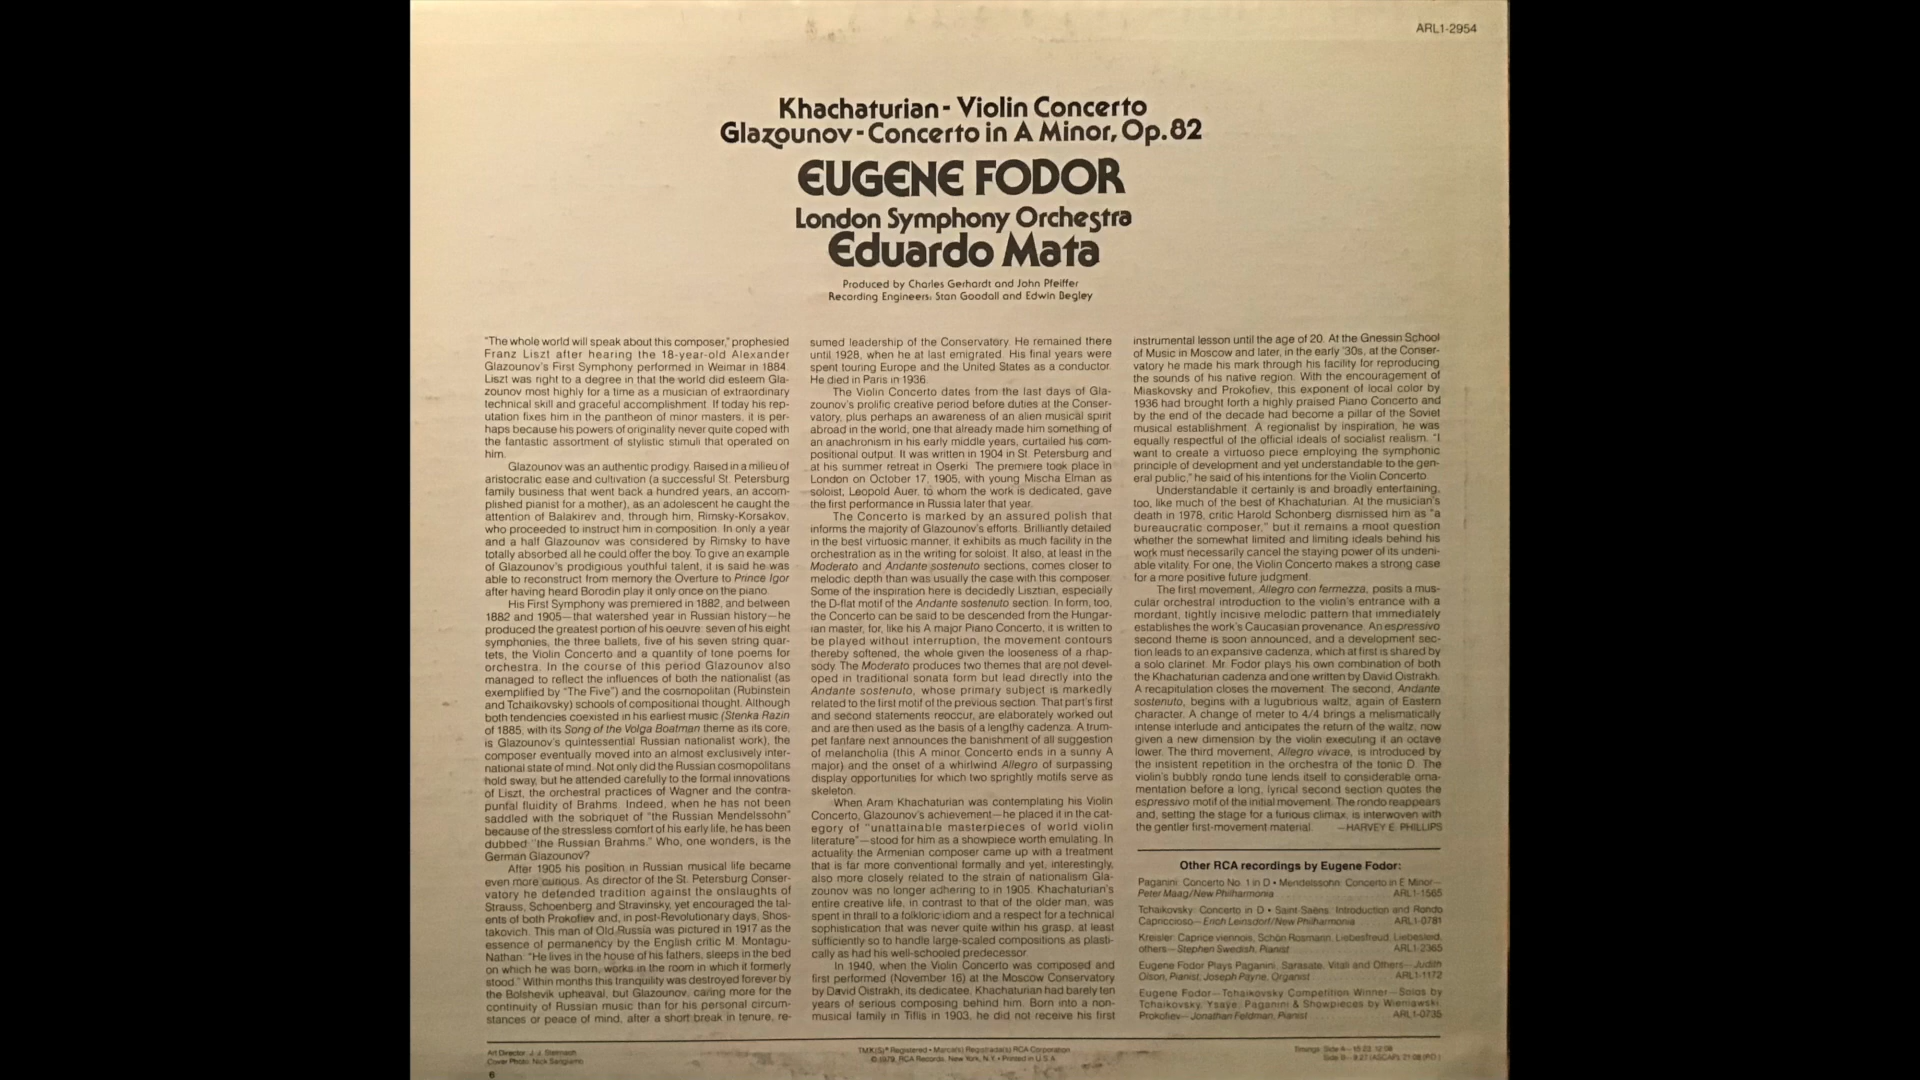 ARL1-2954
Khachaturian - Violin Concerto
Glazounov - Concerto in A Minor, Op. 82
EUGENE FODOR
London Symphony Orchestra
Eduardo Mata
Produced by Charles Gerhardt and John Pfeiffer
Recording Engineers: Stan Goodall and Edwin Begley
"The whole world will speak about this composer," prophesied
Franz Liszt after hearing the 18-year-old Alexander
Glazounov's First Symphony performed in Weimar in 1884.
Liszt was right to a degree in that the world did esteem Gla-
zounov most highly for a time as a musician of extraordinary
technical skill and graceful accomplishment. If today his rep-
utation fixes him in the pantheon of minor masters, it is per-
haps because his powers of originality never quite coped with
the fantastic assortment of stylistic stimuli that operated on
him.
Glazounov was an authentic prodigy. Raised in a milieu of
aristocratic ease and cultivation (a successful St. Petersburg
family business that went back a hundred years, an accom-
plished pianist for a mother), as an adolescent he caught the
attention of Balakirev and, through him, Rimsky-Korsakov,
who proceeded to instruct him in composition. In only a year
and a half Glazounov was considered by Rimsky to have
totally absorbed all he could offer the boy. To give an example
of Glazounov's prodigious youthful talent, it is said he was
able to reconstruct from memory the Overture to Prince Igor
after having heard Borodin play it only once on the piano.
His First Symphony was premiered in 1882, and between
1882 and 1905—that watershed year in Russian history—he
produced the greatest portion of his oeuvre: seven of his eight
symphonies, the three ballets, five of his seven string quar-
tets, the Violin Concerto and a quantity of tone poems for
orchestra. In the course of this period Glazounov also
managed to reflect the influences of both the nationalist (as
exemplified by "The Five") and the cosmopolitan (Rubinstein
and Tchaikovsky) schools of compositional thought. Although
both tendencies coexisted in his earliest music (Stenka Razin
of 1885, with its Song of the Volga Boatman theme as its core,
is Glazounov's quintessential Russian nationalist work), the
composer eventually moved into an almost exclusively inter-
national state of mind. Not only did the Russian cosmopolitans
hold sway, but he attended carefully to the formal innovations
of Liszt, the orchestral practices of Wagner and the contra-
puntal fluidity of Brahms. Indeed, when he has not been
saddled with the sobriquet of "the Russian Mendelssohn"
because of the stressless comfort of his early life, he has been
dubbed "the Russian Brahms." Who, one wonders, is the
German Glazounov?
After 1905 his position in Russian musical life became
even more curious. As director of the St. Petersburg Conser-
vatory he defended tradition against the onslaughts of
Strauss, Schoenberg and Stravinsky, yet encouraged the tal-
ents of both Prokofiev and, in post-Revolutionary days, Shos-
takovich. This man of Old Russia was pictured in 1917 as the
essence of permanency by the English critic M. Montagu-
Nathan: "He lives in the house of his fathers, sleeps in the bed
on which he was born, works in the room in which it formerly
stood." Within months this tranquility was destroyed forever by
the Bolshevik upheaval, but Glazounov, caring more for the
continuity of Russian music than for his personal circum-
stances or peace of mind, after a short break in tenure, re-
sumed leadership of the Conservatory. He remained there
until 1928, when he at last emigrated. His final years were
spent touring Europe and the United States as a conductor.
He died in Paris in 1936.
The Violin Concerto dates from the last days of Gla-
zounov's prolific creative period before duties at the Conser-
vatory, plus perhaps an awareness of an alien musical spirit
abroad in the world, one that already made him something of
an anachronism in his early middle years, curtailed his com-
positional output. It was written in 1904 in St. Petersburg and
at his summer retreat in Oserki. The premiere took place in
London on October 17, 1905, with young Mischa Elman as
soloist; Leopold Auer, to whom the work is dedicated, gave
the first performance in Russia later that year.
The Concerto is marked by an assured polish that
informs the majority of Glazounov's efforts. Brilliantly detailed
in the best virtuosic manner, it exhibits as much facility in the
orchestration as in the writing for soloist. It also, at least in the
Moderato and Andante sostenuto sections, comes closer to
melodic depth than was usually the case with this composer.
Some of the inspiration here is decidedly Lisztian, especially
the D-flat motif of the Andante sostenuto section. In form, too,
the Concerto can be said to be descended from the Hungar-
ian master, for, like his A major Piano Concerto, it is written to
be played without interruption, the movement contours
thereby softened, the whole given the looseness of a rhap-
sody. The Moderato produces two themes that are not devel-
oped in traditional sonata form but lead directly into the
Andante sostenuto, whose primary subject is markedly
related to the first motif of the previous section. That part's first
and second statements reoccur, are elaborately worked out
and are then used as the basis of a lengthy cadenza. A trum-
pet fanfare next announces the banishment of all suggestion
of melancholia (this A minor Concerto ends in a sunny A
major) and the onset of a whirlwind Allegro of surpassing
display opportunities for which two sprightly motifs serve as
skeleton.
When Aram Khachaturian was contemplating his Violin
Concerto, Glazounov's achievement—he placed it in the cat-
egory of "unattainable masterpieces of world violin
literature"—stood for him as a showpiece worth emulating. In
actuality the Armenian composer came up with a treatment
that is far more conventional formally and yet, interestingly,
also more closely related to the strain of nationalism Gla-
zounov was no longer adhering to in 1905. Khachaturian's
entire creative life, in contrast to that of the older man, was
spent in thrall to a folkloric idiom and a respect for a technical
sophistication that was never quite within his grasp, at least
sufficiently so to handle large-scaled compositions as plasti-
cally as had his well-schooled predecessor.
In 1940, when the Violin Concerto was composed and
first performed (November 16) at the Moscow Conservatory
by David Oistrakh, its dedicatee, Khachaturian had barely ten
years of serious composing behind him. Born into a non-
musical family in Tiflis in 1903, he did not receive his first
instrumental lesson until the age of 20. At the Gnessin School
of Music in Moscow and later, in the early '30s, at the Conser-
vatory he made his mark through his facility for reproducing
the sounds of his native region. With the encouragement of
Miaskovsky and Prokofiev, this exponent of local color by
1936 had brought forth a highly praised Piano Concerto and
by the end of the decade had become a pillar of the Soviet
musical establishment. A regionalist by inspiration, he was
equally respectful of the official ideals of socialist realism. "I
want to create a virtuoso piece employing the symphonic
principle of development and yet understandable to the gen-
eral public," he said of his intentions for the Violin Concerto.
Understandable it certainly is and broadly entertaining,
too, like much of the best of Khachaturian. At the musician's
death in 1978, critic Harold Schonberg dismissed him as "a
bureaucratic composer," but it remains a moot question
whether the somewhat limited and limiting ideals behind his
work must necessarily cancel the staying power of its undeni-
able vitality. For one, the Violin Concerto makes a strong case
for a more positive future judgment.
The first movement, Allegro con fermezza, posits a mus-
cular orchestral introduction to the violin's entrance with a
mordant, tightly incisive melodic pattern that immediately
establishes the work's Caucasian provenance. An espressivo
second theme is soon announced, and a development sec-
tion leads to an expansive cadenza, which at first is shared by
a solo clarinet. Mr. Fodor plays his own combination of both
the Khachaturian cadenza and one written by David Oistrakh.
A recapitulation closes the movement. The second, Andante
sostenuto, begins with a lugubrious waltz, again of Eastern
character. A change of meter to 4/4 brings a melismatically
intense interlude and anticipates the return of the waltz, now
given a new dimension by the violin executing it an octave
lower. The third movement, Allegro vivace, is introduced by
the insistent repetition in the orchestra of the tonic D. The
violin's bubbly rondo tune lends itself to considerable orna-
mentation before a long, lyrical second section quotes the
espressivo motif of the initial movement. The rondo reappears
and, setting the stage for a furious climax, is interwoven with
the gentler first-movement material. —HARVEY E. PHILLIPS
Other RCA recordings by Eugene Fodor:
Paganini: Concerto No. 1 in D • Mendelssohn: Concerto in E Minor—
Peter Maag/New Philharmonia ARL1-1565
Tchaikovsky: Concerto in D • Saint-Saëns: Introduction and Rondo
Capriccioso—Erich Leinsdorf/New Philharmonia ARL1-0781
Kreisler: Caprice viennois, Schön Rosmarin, Liebesfreud, Liebesleid,
others—Stephen Swedish, Pianist ARL1-2365
Eugene Fodor Plays Paganini, Sarasate, Vitali and Others—Judith
Olson, Pianist; Joseph Payne, Organist ARL1-1172
Eugene Fodor—Tchaikovsky Competition Winner—Solos by
Tchaikovsky, Ysaye, Paganini & Showpieces by Wieniawski,
Prokofiev—Jonathan Feldman, Pianist ARL1-0735
Art Director: J. J. Stelmach
Cover Photo: Nick Sangiamo
TMK(S)® Registered • Marca(s) Registrada(s) RCA Corporation
© 1979, RCA Records, New York, N.Y. • Printed in U.S.A.
6